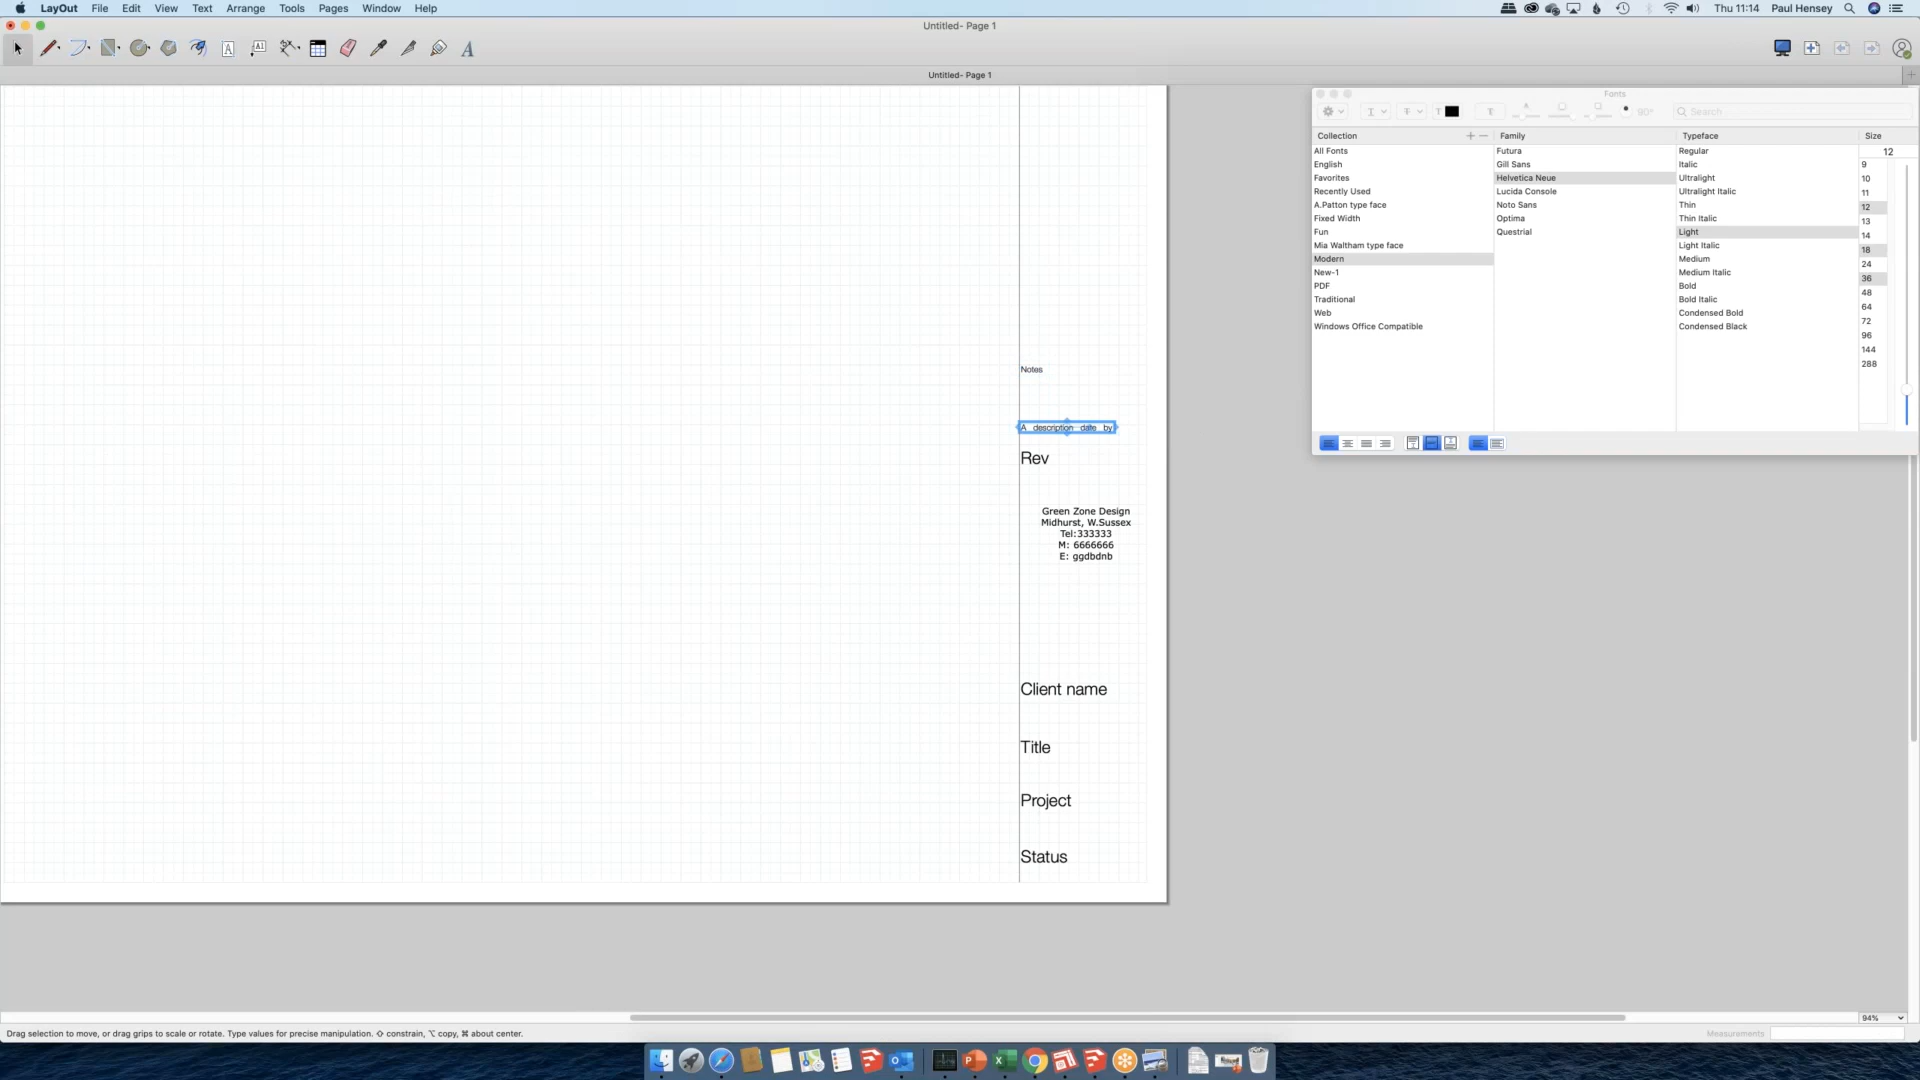 LayOut File Edit View Text Arrange Tools Pages Window Help
Thu 11:14 Paul Hensey
Untitled- Page 1
Untitled- Page 1
Fonts
90°
Search
Collection Family Typeface Size
All Fonts Futura Regular 12
English Gill Sans Italic 9
Favorites Helvetica Neue Ultralight 10
Recently Used Lucida Console Ultralight Italic 11
A.Patton type face Noto Sans Thin 12
Fixed Width Optima Thin Italic 13
Fun Questrial Light 14
Mia Waltham type face Light Italic 18
Modern Medium 24
New-1 Medium Italic 36
PDF Bold 48
Traditional Bold Italic 64
Web Condensed Bold 72
Windows Office Compatible Condensed Black 96
144
288
Notes
A description date by
Rev
Green Zone Design
Midhurst, W.Sussex
Tel:333333
M: 6666666
E: ggdbdnb
Client name
Title
Project
Status
94%
Drag selection to move, or drag grips to scale or rotate. Type values for precise manipulation. ⇧ constrain, ⌥ copy, ⌘ about center.
Measurements